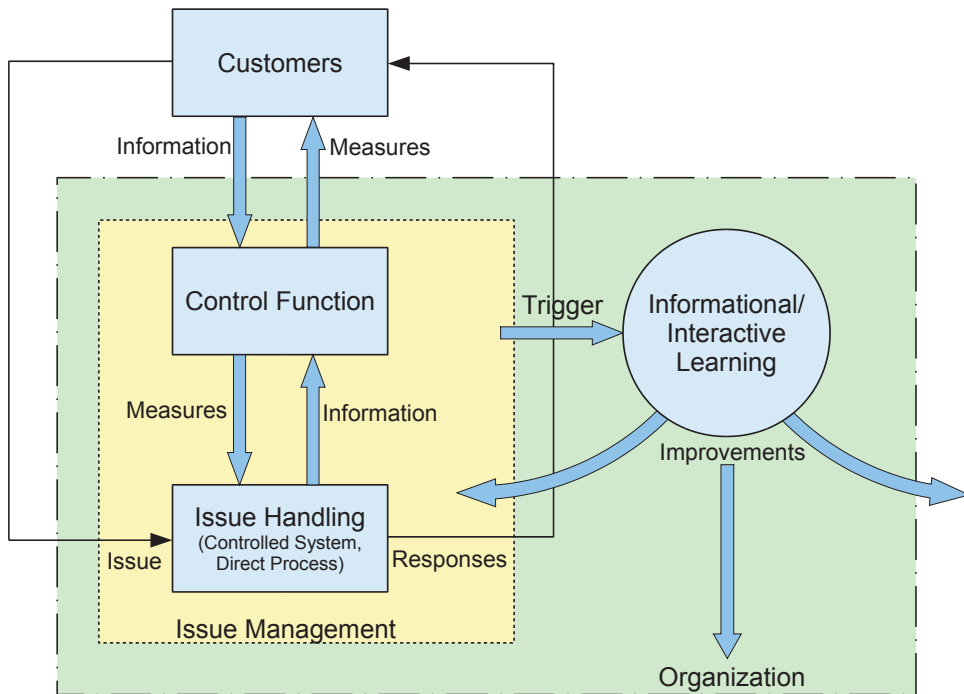 Customers
Information
Measures
Control Function
Trigger
Informational/
Interactive
Learning
Measures
Information
Improvements
Issue Handling
(Controlled System,
Direct Process)
Issue
Responses
Issue Management
Organization